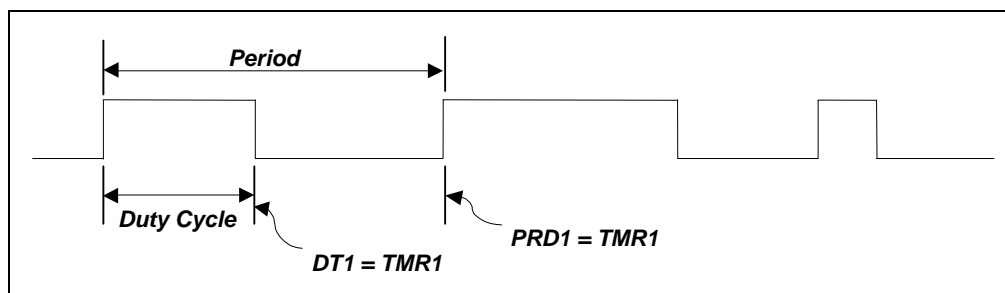 Period
Duty Cycle
PRD1 = TMR1
DT1 = TMR1